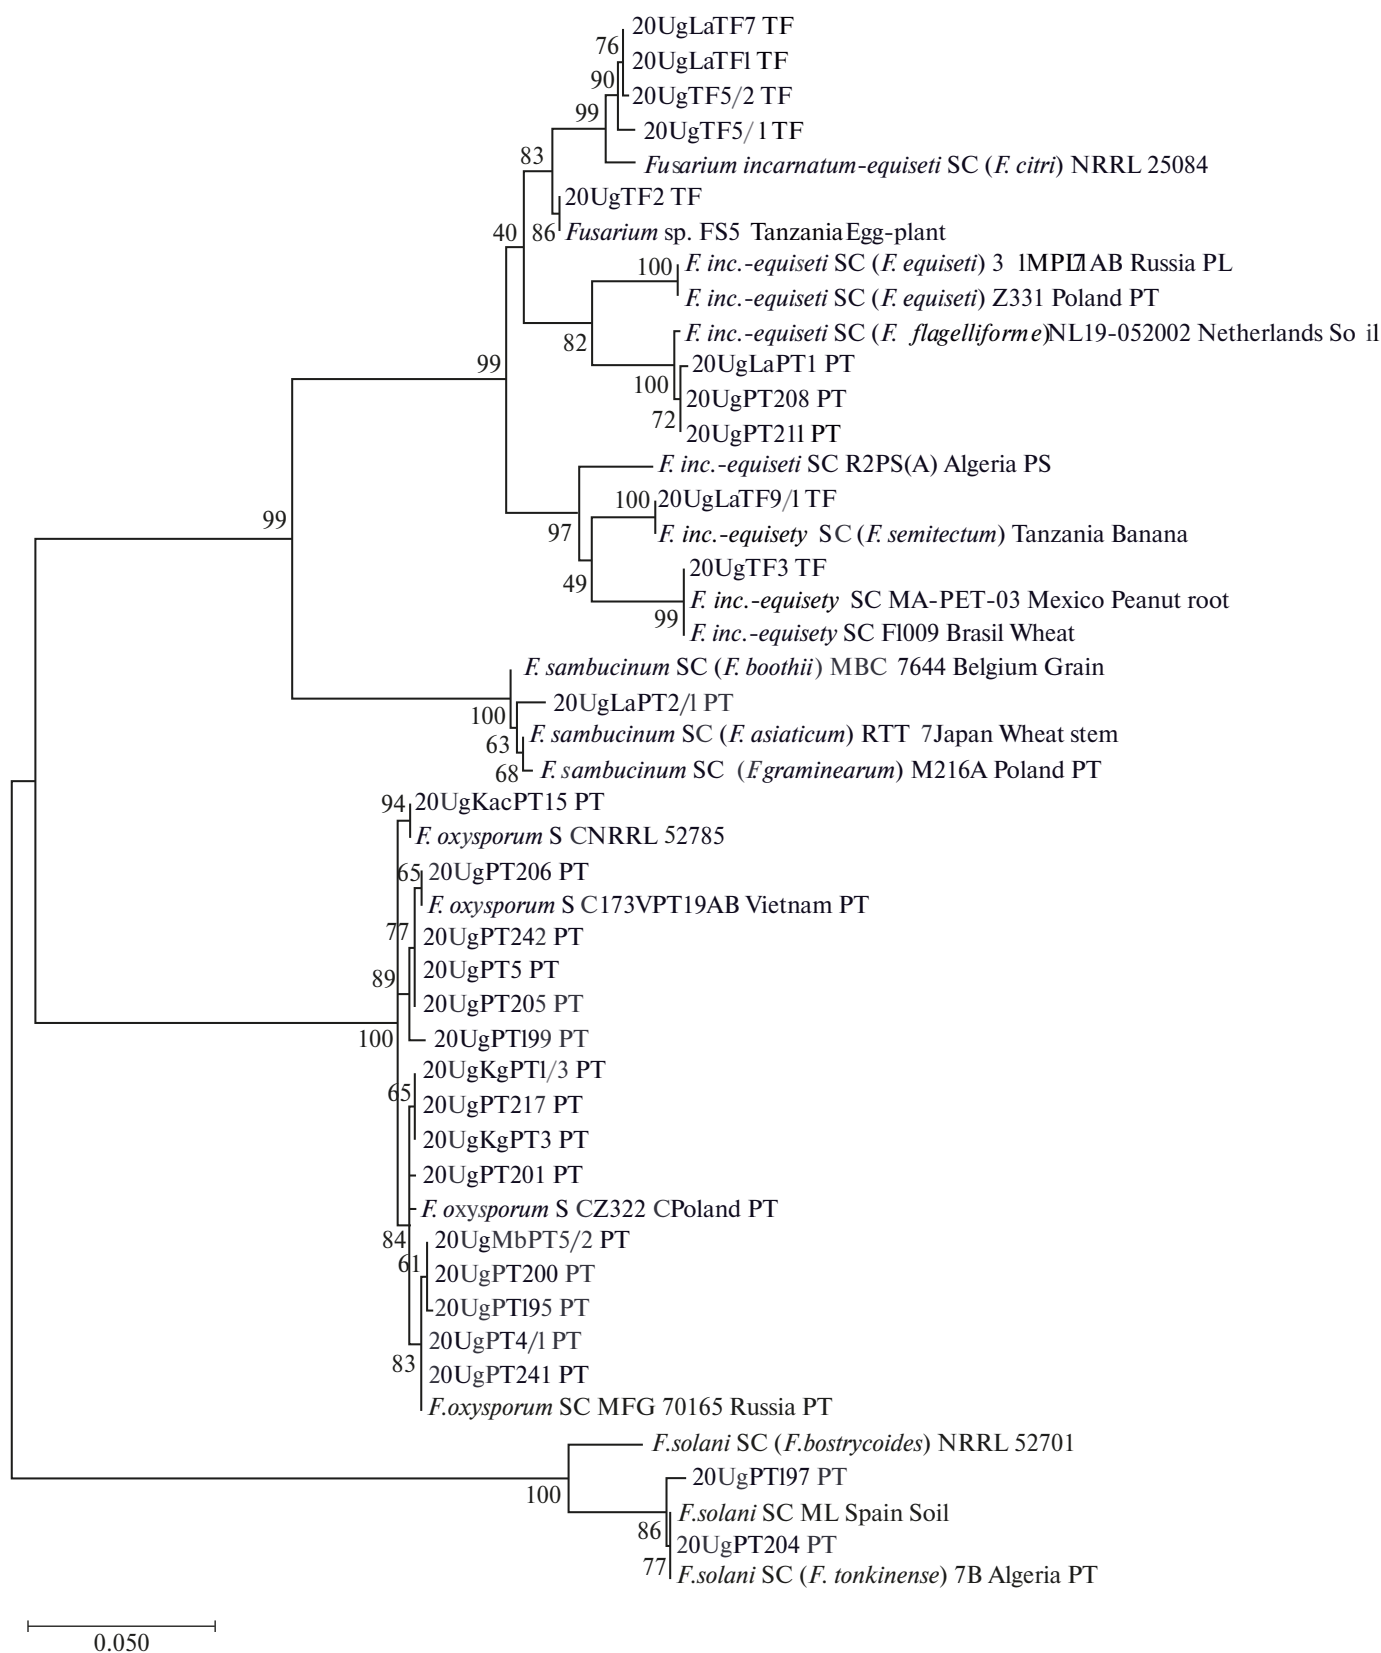 20UgLaTF7 TF
76
20UgLaTF1 TF
90
20UgTF5/2 TF
99
20UgTF5/1 TF
83
Fusarium incarnatum-equiseti SC (F. citri) NRRL 25084
20UgTF2 TF
40
86
Fusarium sp. FS5 Tanzania Egg-plant
F. inc.-equiseti SC (F. equiseti) Russia PL
100
F. inc.-equiseti SC (F. equiseti) Z331 Poland PT
F. inc.-equiseti SC (F. flagelliforme) NL19-052002 Netherlands Soil
82
20UgLaPT1 PT
99
100
20UgPT208 PT
72
20UgPT211 PT
F. inc.-equiseti SC R2PS(A) Algeria PS
100
20UgLaTF9/1 TF
99
97
F. inc.-equisety SC (F. semitectum) Tanzania Banana
20UgTF3 TF
49
F. inc.-equisety SC MA-PET-03 Mexico Peanut root
99
F. inc.-equisety SC F1009 Brasil Wheat
F. sambucinum SC (F. boothii) MBC 7644 Belgium Grain
20UgLaPT2/1 PT
100
F. sambucinum SC (F. asiaticum) RTT 7Japan Wheat stem
63
68
F. sambucinum SC (F.graminearum) M216A Poland PT
94
20UgKacPT15 PT
F. oxysporum S CNRRL 52785
65
20UgPT206 PT
F. oxysporum S C173VPT19AB Vietnam PT
77
20UgPT242 PT
89
20UgPT5 PT
20UgPT205 PT
100
20UgPT199 PT
20UgKgPT1/3 PT
65
20UgPT217 PT
20UgKgPT3 PT
20UgPT201 PT
F. oxysporum S CZ322 CPoland PT
84
20UgMbPT5/2 PT
61
20UgPT200 PT
20UgPT195 PT
20UgPT4/1 PT
83
20UgPT241 PT
F.oxysporum SC MFG 70165 Russia PT
F.solani SC (F.bostrycoides) NRRL 52701
20UgPT197 PT
100
F.solani SC ML Spain Soil
86
20UgPT204 PT
77
F.solani SC (F. tonkinense) 7B Algeria PT
0.050